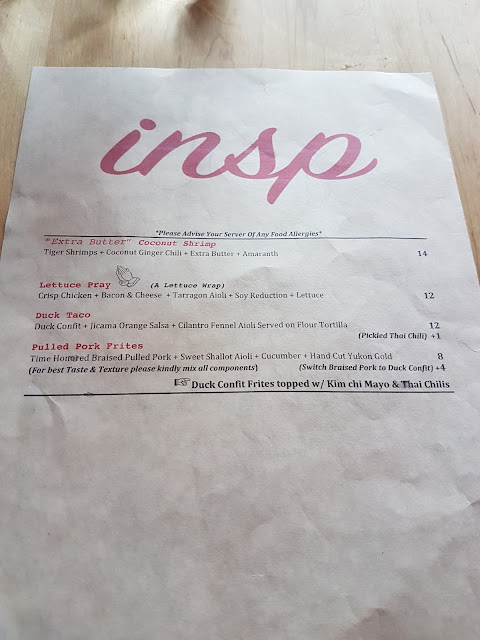 insp
*Please Advise Your Server Of Any Food Allergies*
"Extra Butter" Coconut Shrimp
Tiger Shrimps + Coconut Ginger Chili + Extra Butter + Amaranth 14
Lettuce Pray (A Lettuce Wrap)
Crisp Chicken + Bacon & Cheese + Tarragon Aioli + Soy Reduction + Lettuce 12
Duck Taco
Duck Confit + Jicama Orange Salsa + Cilantro Fennel Aioli Served on Flour Tortilla 12
(Pickled Thai Chili) +1
Pulled Pork Frites
Time Honored Braised Pulled Pork + Sweet Shallot Aioli + Cucumber + Hand Cut Yukon Gold 8
(For best Taste & Texture please kindly mix all components) (Switch Braised Pork to Duck Confit) +4
Duck Confit Frites topped w/ Kim chi Mayo & Thai Chilis